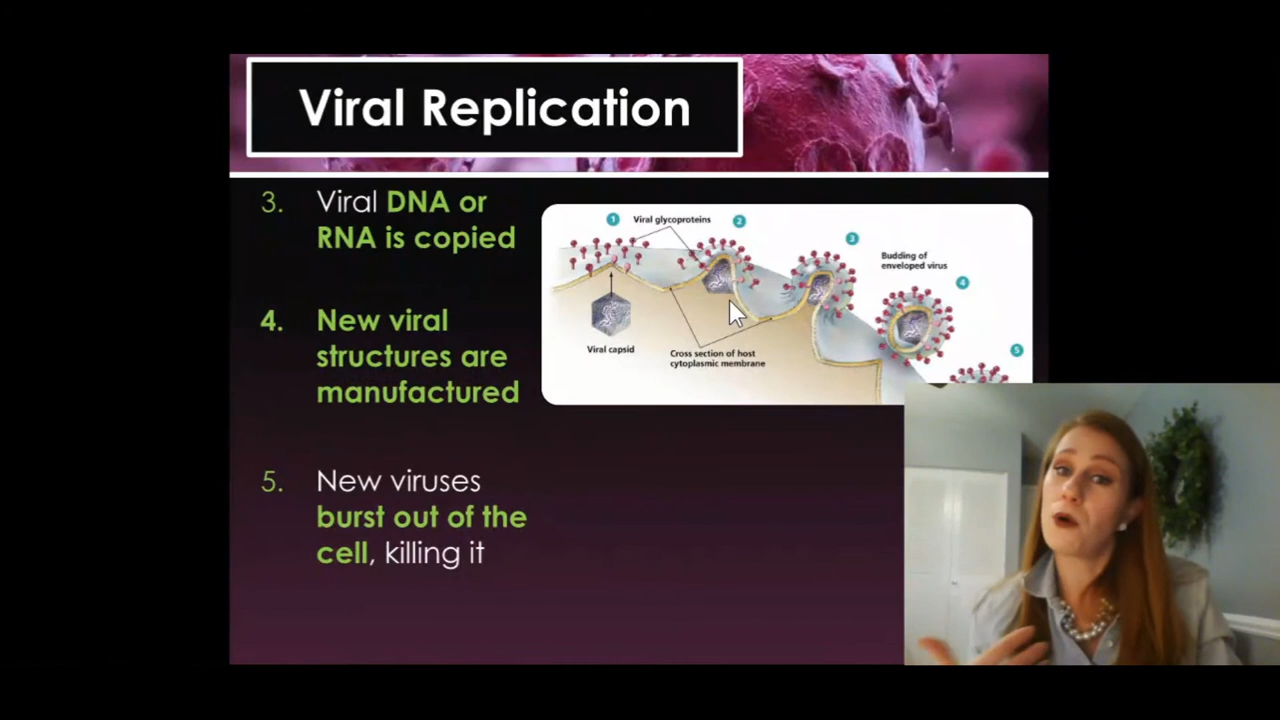 Viral Replication
3. Viral DNA or
RNA is copied
4. New viral
structures are
manufactured
5. New viruses
burst out of the
cell, killing it
1 Viral glycoproteins 2
3
Budding of
enveloped virus
4
Viral capsid
Cross section of host
cytoplasmic membrane
5